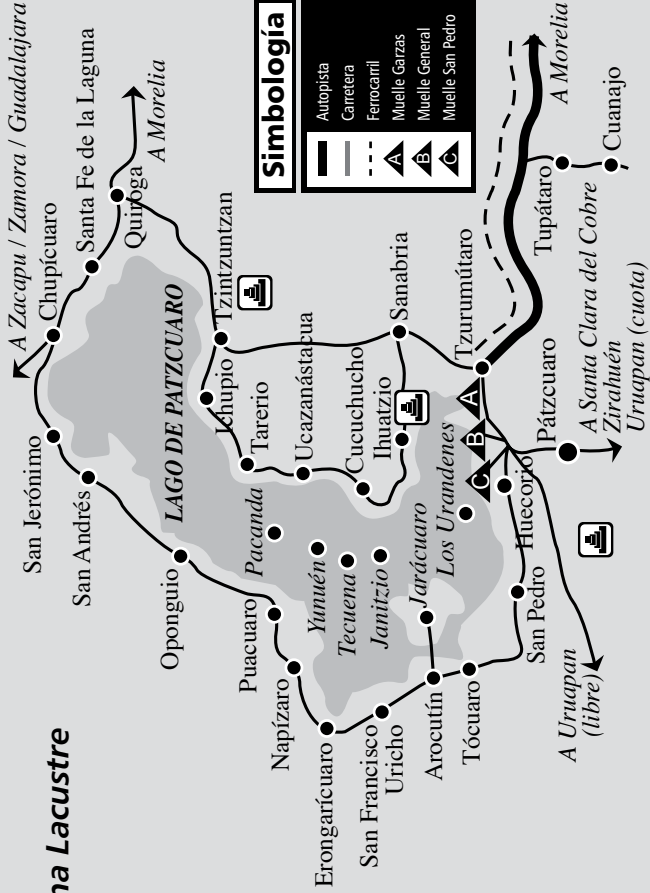 na Lacustre
A Zacapu / Zamora / Guadalajara
Chupícuaro
Santa Fe de la Laguna
Quiroga
A Morelia
San Jerónimo
San Andrés
Oponguio
LAGO DE PATZCUARO
Tzintzuntzan
Ichupio
Tarerio
Ucazanástacua
Cucuchucho
Ihuatzio
Sanabria
Tzurumútaro
Puacuaro
Napízaro
Erongarícuaro
San Francisco
Uricho
Arocutín
Tócuaro
Pacanda
Yunuén
Tecuena
Janitzio
Jarácuaro
Los Urandenes
A
B
C
Huecorio
San Pedro
Pátzcuaro
A Uruapan
(libre)
A Santa Clara del Cobre
Zirahuén
Uruapan (cuota)
Tupátaro
Cuanajo
A Morelia
Simbología
Autopista
Carretera
Ferrocarril
A Muelle Garzas
B Muelle General
C Muelle San Pedro